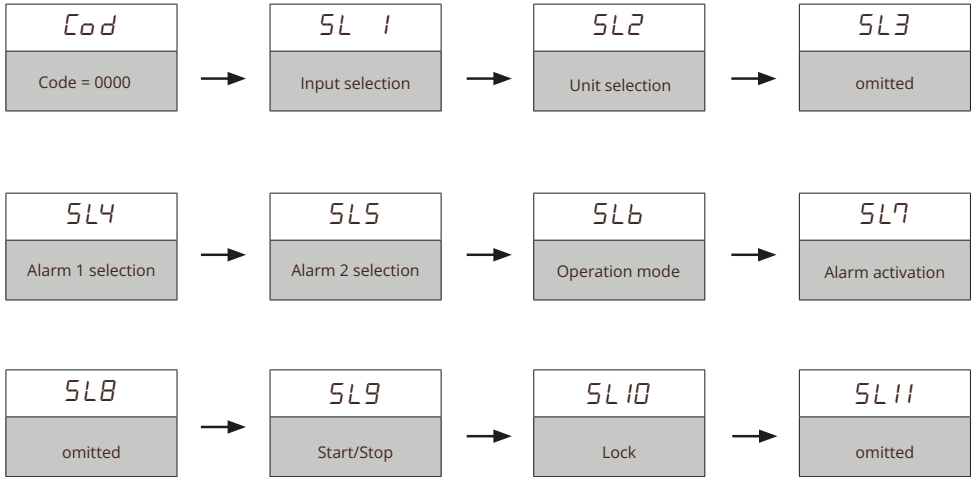 Cod
Code = 0000
SL 1
Input selection
SL2
Unit selection
SL3
omitted
SL4
Alarm 1 selection
SL5
Alarm 2 selection
SL6
Operation mode
SL7
Alarm activation
SL8
omitted
SL9
Start/Stop
SL10
Lock
SL11
omitted